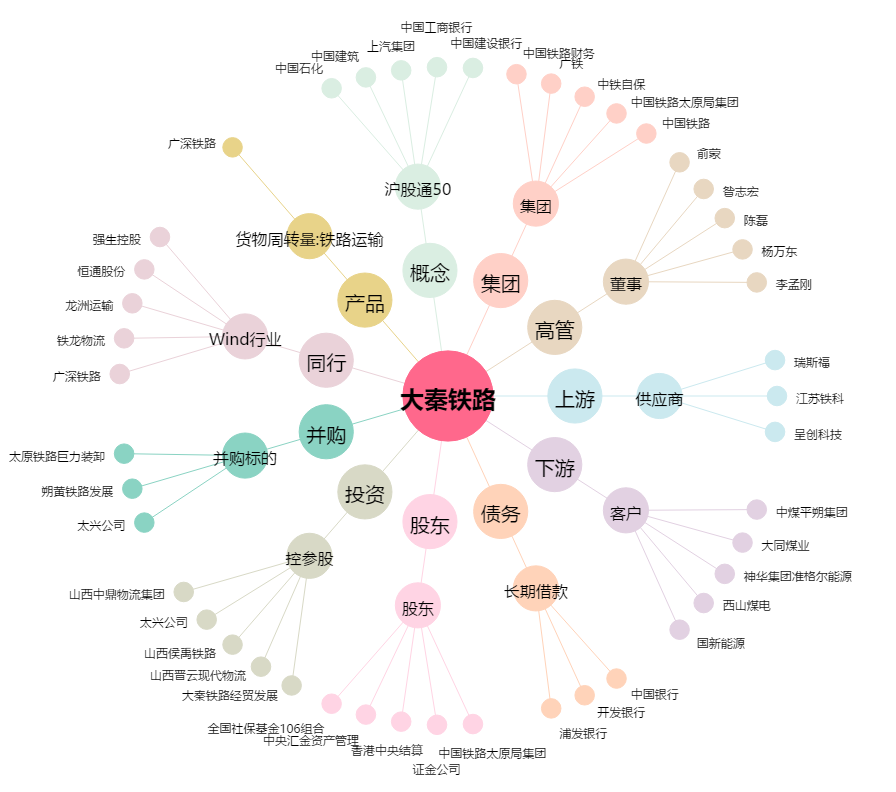 中国工商银行
上汽集团
中国建设银行
中国建筑
中国石化
中国铁路财务
广铁
中铁自保
中国铁路太原局集团
中国铁路
广深铁路
俞蒙
昝志宏
陈磊
杨万东
李孟刚
沪股通50
集团
货物周转量:铁路运输
强生控股
恒通股份
龙洲运输
铁龙物流
广深铁路
概念
集团
董事
产品
高管
Wind行业
同行
瑞斯福
大秦铁路
上游
供应商
江苏铁科
呈创科技
并购
并购标的
太原铁路巨力装卸
朔黄铁路发展
太兴公司
下游
投资
股东
债务
客户
中煤平朔集团
大同煤业
神华集团准格尔能源
西山煤电
国新能源
控参股
长期借款
股东
山西中鼎物流集团
太兴公司
山西侯禹铁路
山西晋云现代物流
大秦铁路经贸发展
中国银行
开发银行
浦发银行
全国社保基金106组合
中央汇金资产管理
香港中央结算
中国铁路太原局集团
证金公司